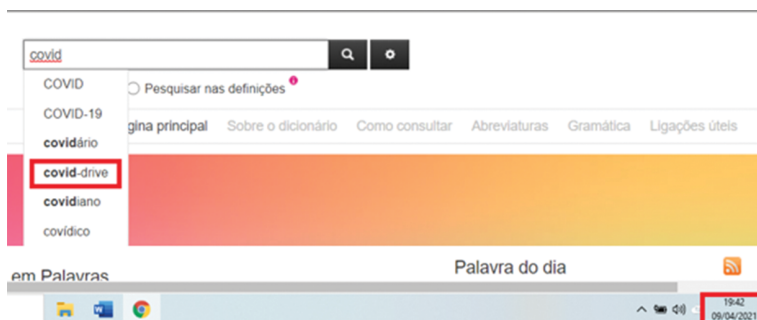 covid
COVID
Pesquisar nas definições
COVID-19
gina principal Sobre o dicionário Como consultar Abreviaturas Gramática Ligações úteis
covidário
covid-drive
covidiano
covídico
em Palavras
Palavra do dia
19:42
09/04/2021